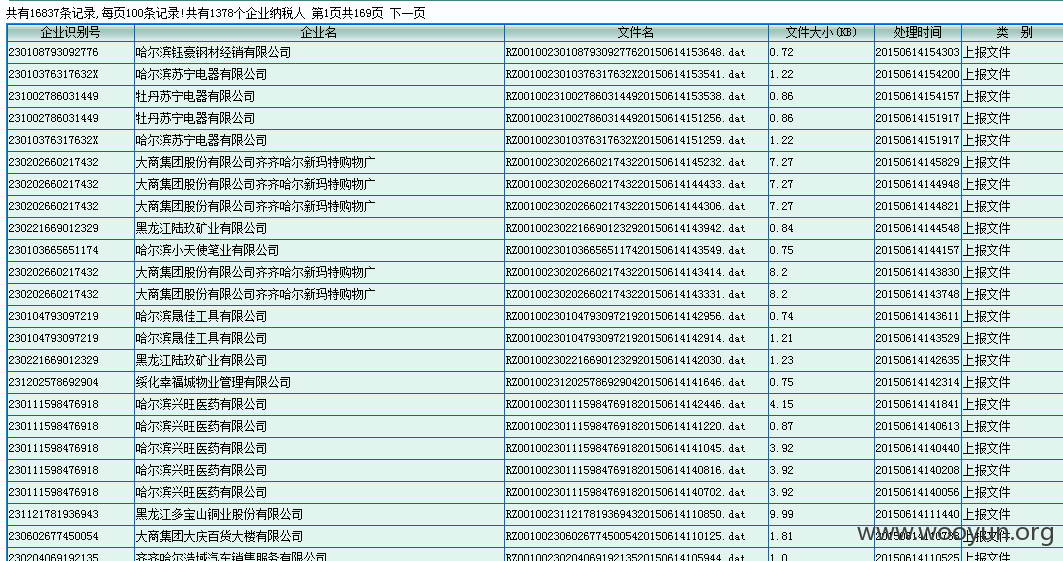 共有16837条记录,每页100条记录!共有1378个企业纳税人 第1页共169页 下一页
企业识别号 企业名 文件名 文件大小(KB) 处理时间 类 别
230108793092776 哈尔滨钰豪钢材经销有限公司 RZ0010023010879309277620150614153648.dat 0.72 20150614154303 上报文件
23010376317632X 哈尔滨苏宁电器有限公司 RZ0010023010376317632X20150614153541.dat 1.22 20150614154200 上报文件
231002786031449 牡丹苏宁电器有限公司 RZ0010023100278603144920150614153538.dat 0.86 20150614154157 上报文件
231002786031449 牡丹苏宁电器有限公司 RZ0010023100278603144920150614151256.dat 0.86 20150614151917 上报文件
23010376317632X 哈尔滨苏宁电器有限公司 RZ0010023010376317632X20150614151259.dat 1.22 20150614151917 上报文件
230202660217432 大商集团股份有限公司齐齐哈尔新玛特购物广 RZ0010023020266021743220150614145232.dat 7.27 20150614145829 上报文件
230202660217432 大商集团股份有限公司齐齐哈尔新玛特购物广 RZ0010023020266021743220150614144433.dat 7.27 20150614144948 上报文件
230202660217432 大商集团股份有限公司齐齐哈尔新玛特购物广 RZ0010023020266021743220150614144306.dat 7.27 20150614144821 上报文件
230221669012329 黑龙江陆玖矿业有限公司 RZ0010023022166901232920150614143942.dat 0.84 20150614144548 上报文件
230103665651174 哈尔滨小天使笔业有限公司 RZ0010023010366565117420150614143549.dat 0.75 20150614144157 上报文件
230202660217432 大商集团股份有限公司齐齐哈尔新玛特购物广 RZ0010023020266021743220150614143414.dat 8.2 20150614143830 上报文件
230202660217432 大商集团股份有限公司齐齐哈尔新玛特购物广 RZ0010023020266021743220150614143331.dat 8.2 20150614143748 上报文件
230104793097219 哈尔滨晟佳工具有限公司 RZ0010023010479309721920150614142956.dat 0.74 20150614143611 上报文件
230104793097219 哈尔滨晟佳工具有限公司 RZ0010023010479309721920150614142914.dat 1.21 20150614143529 上报文件
230221669012329 黑龙江陆玖矿业有限公司 RZ0010023022166901232920150614142030.dat 1.23 20150614142635 上报文件
231202578692904 绥化幸福城物业管理有限公司 RZ0010023120257869290420150614141646.dat 0.75 20150614142314 上报文件
230111598476918 哈尔滨兴旺医药有限公司 RZ0010023011159847691820150614142446.dat 4.15 20150614141841 上报文件
230111598476918 哈尔滨兴旺医药有限公司 RZ0010023011159847691820150614141220.dat 0.87 20150614140613 上报文件
230111598476918 哈尔滨兴旺医药有限公司 RZ0010023011159847691820150614141045.dat 3.92 20150614140440 上报文件
230111598476918 哈尔滨兴旺医药有限公司 RZ0010023011159847691820150614140816.dat 3.92 20150614140208 上报文件
230111598476918 哈尔滨兴旺医药有限公司 RZ0010023011159847691820150614140702.dat 3.92 20150614140056 上报文件
231121781936943 黑龙江多宝山铜业股份有限公司 RZ0010023112178193694320150614110850.dat 9.99 20150614111440 上报文件
230602677450054 大商集团大庆百货大楼有限公司 RZ0010023060267745005420150614110125.dat 1.81 上报文件
230204069192135 齐齐哈尔浩域汽车销售服务有限公司 RZ0010023020406919213520150614105944.dat 1.0 20150614110525 上报文件
www.wooyun.org